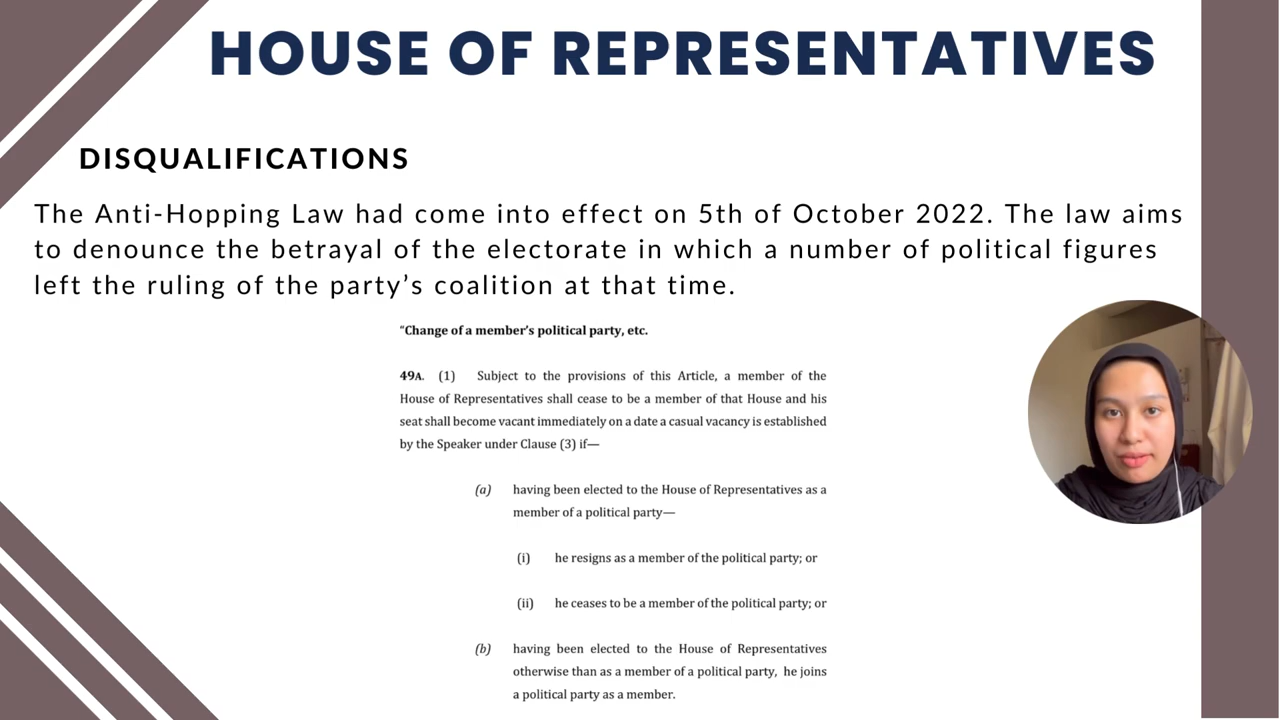 HOUSE OF REPRESENTATIVES
DISQUALIFICATIONS
The Anti-Hopping Law had come into effect on 5th of October 2022. The law aims
to denounce the betrayal of the electorate in which a number of political figures
left the ruling of the party’s coalition at that time.
“Change of a member’s political party, etc.
49A. (1) Subject to the provisions of this Article, a member of the
House of Representatives shall cease to be a member of that House and his
seat shall become vacant immediately on a date a casual vacancy is established
by the Speaker under Clause (3) if—
(a) having been elected to the House of Representatives as a
member of a political party—
(i) he resigns as a member of the political party; or
(ii) he ceases to be a member of the political party; or
(b) having been elected to the House of Representatives
otherwise than as a member of a political party, he joins
a political party as a member.